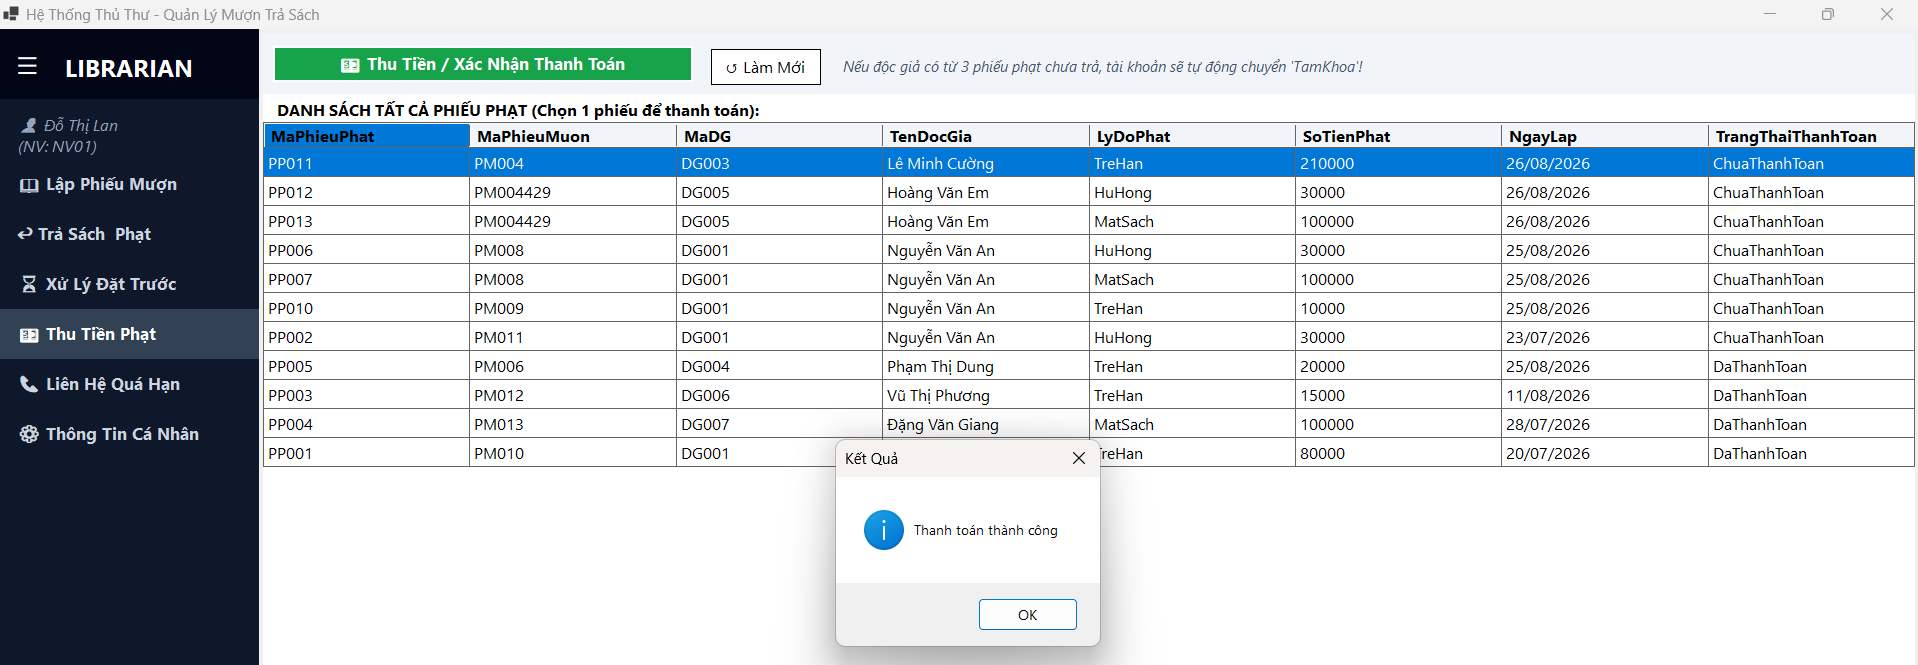 Hệ Thống Thủ Thư - Quản Lý Mượn Trả Sách
LIBRARIAN
Đỗ Thị Lan
(NV: NV01)
Lập Phiếu Mượn
Trả Sách  Phạt
Xử Lý Đặt Trước
Thu Tiền Phạt
Liên Hệ Quá Hạn
Thông Tin Cá Nhân
Thu Tiền / Xác Nhận Thanh Toán
↺ Làm Mới
Nếu độc giả có từ 3 phiếu phạt chưa trả, tài khoản sẽ tự động chuyển 'TamKhoa'!
DANH SÁCH TẤT CẢ PHIẾU PHẠT (Chọn 1 phiếu để thanh toán):
MaPhieuPhat MaPhieuMuon MaDG TenDocGia LyDoPhat SoTienPhat NgayLap TrangThaiThanhToan
PP011 PM004 DG003 Lê Minh Cường TreHan 210000 26/08/2026 ChuaThanhToan
PP012 PM004429 DG005 Hoàng Văn Em HuHong 30000 26/08/2026 ChuaThanhToan
PP013 PM004429 DG005 Hoàng Văn Em MatSach 100000 26/08/2026 ChuaThanhToan
PP006 PM008 DG001 Nguyễn Văn An HuHong 30000 25/08/2026 ChuaThanhToan
PP007 PM008 DG001 Nguyễn Văn An MatSach 100000 25/08/2026 ChuaThanhToan
PP010 PM009 DG001 Nguyễn Văn An TreHan 10000 25/08/2026 ChuaThanhToan
PP002 PM011 DG001 Nguyễn Văn An HuHong 30000 23/07/2026 ChuaThanhToan
PP005 PM006 DG004 Phạm Thị Dung TreHan 20000 25/08/2026 DaThanhToan
PP003 PM012 DG006 Vũ Thị Phương TreHan 15000 11/08/2026 DaThanhToan
PP004 PM013 DG007 Đặng Văn Giang MatSach 100000 28/07/2026 DaThanhToan
PP001 PM010 DG001 reHan 80000 20/07/2026 DaThanhToan
Kết Quả
Thanh toán thành công
OK